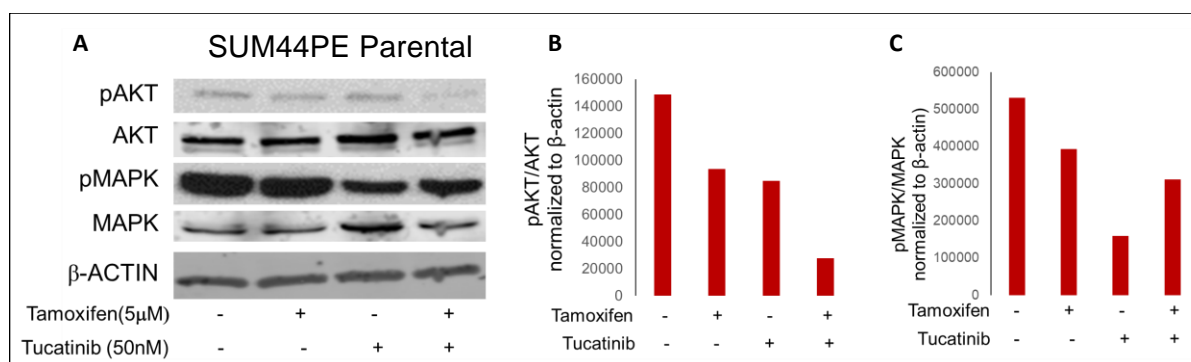 A
SUM44PE Parental
pAKT
AKT
pMAPK
MAPK
β-ACTIN
Tamoxifen(5μM) - + - +
Tucatinib (50nM) - - + +
B
pAKT/AKT
normalized to β-actin
160000
140000
120000
100000
80000
60000
40000
20000
0
Tamoxifen - + - +
Tucatinib - - + +
C
pMAPK/MAPK
normalized to β-actin)
600000
500000
400000
300000
200000
100000
0
Tamoxifen - + - +
Tucatinib - - + +